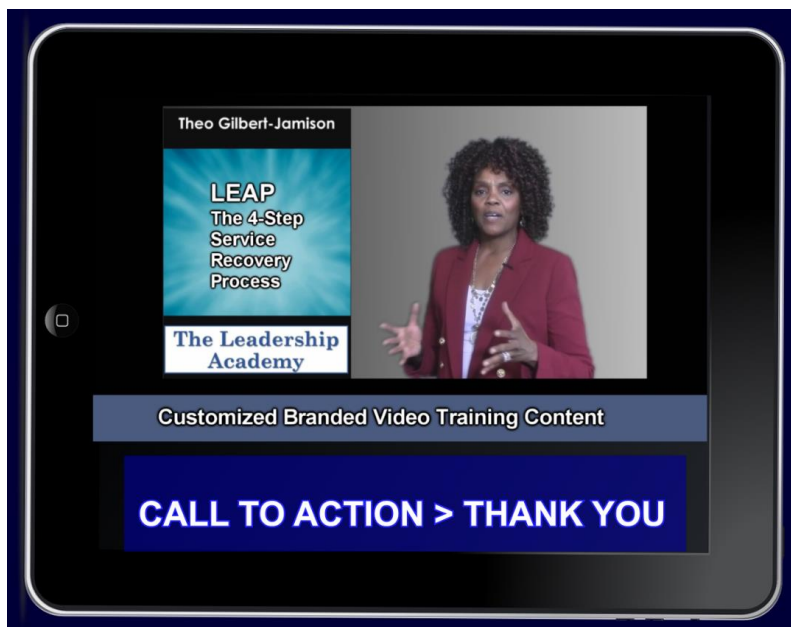 Theo Gilbert-Jamison
LEAP
The 4-Step
Service
Recovery
Process
The Leadership
Academy
Customized Branded Video Training Content
CALL TO ACTION > THANK YOU